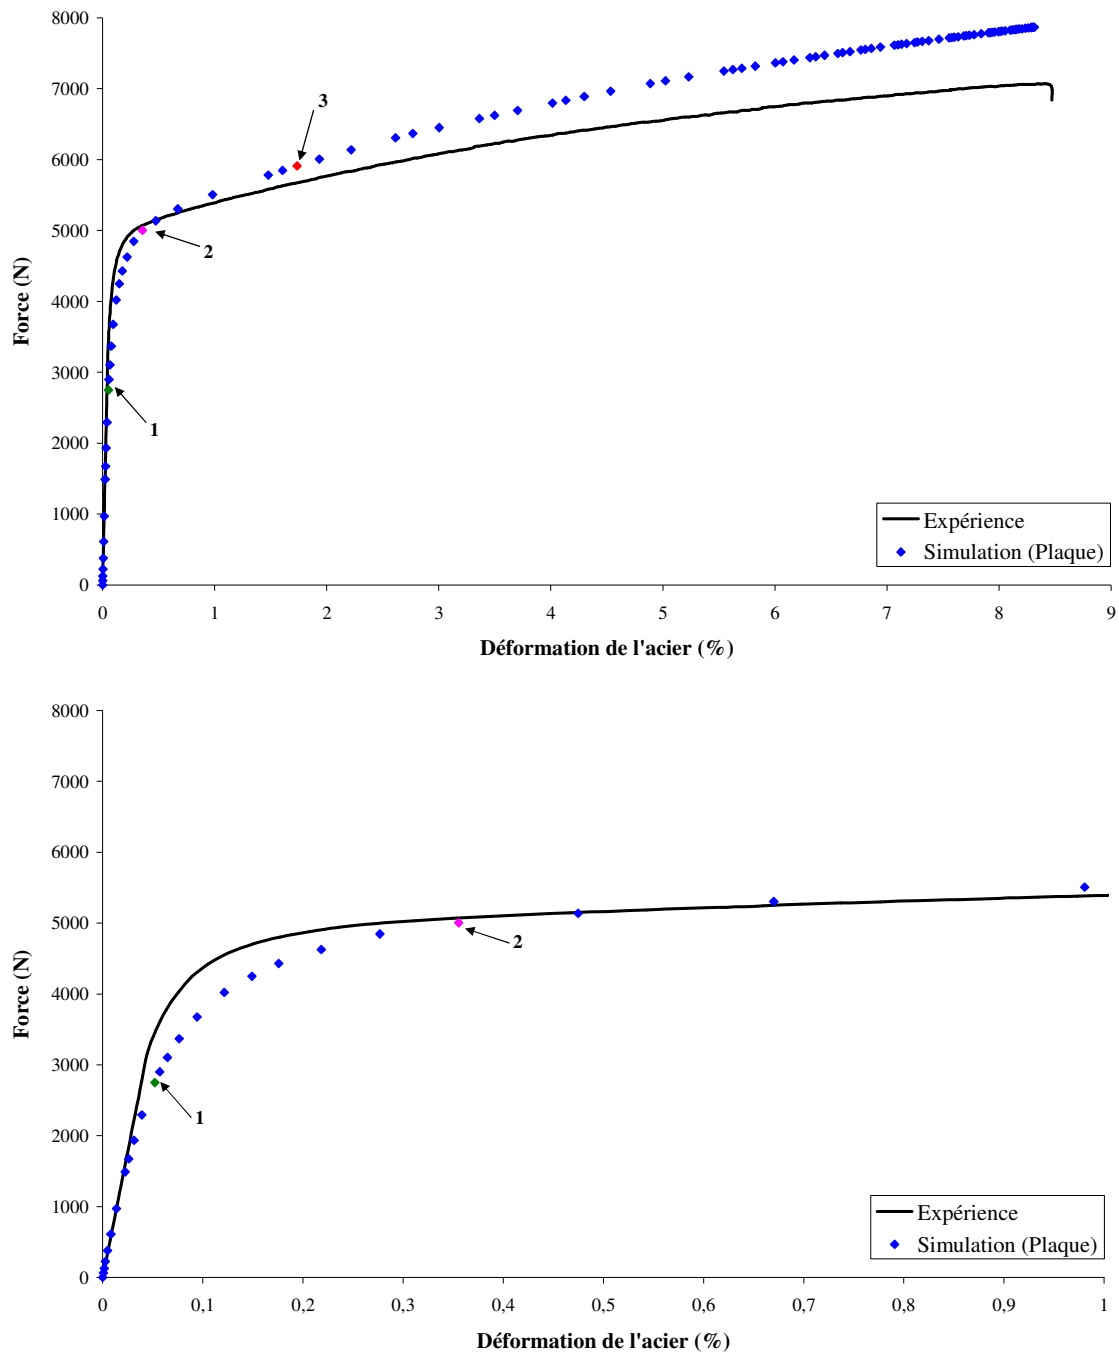 8000
7000
6000
5000
4000
3000
2000
1000
0
Force (N)
3
2
1
Expérience
Simulation (Plaque)
0 1 2 3 4 5 6 7 8 9
Déformation de l'acier (%)
8000
7000
6000
5000
4000
3000
2000
1000
0
Force (N)
2
1
Expérience
Simulation (Plaque)
0 0,1 0,2 0,3 0,4 0,5 0,6 0,7 0,8 0,9 1
Déformation de l'acier (%)